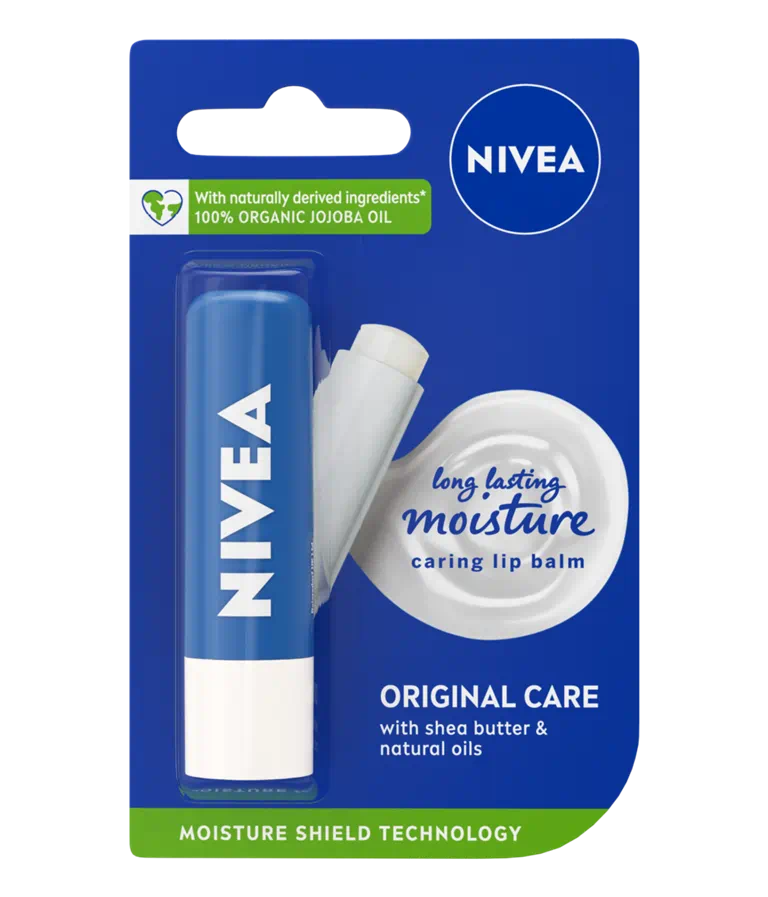 NIVEA
With naturally derived ingredients*
100% ORGANIC JOJOBA OIL
NIVEA
long lasting
moisture
caring lip balm
ORIGINAL CARE
with shea butter &
natural oils
MOISTURE SHIELD TECHNOLOGY